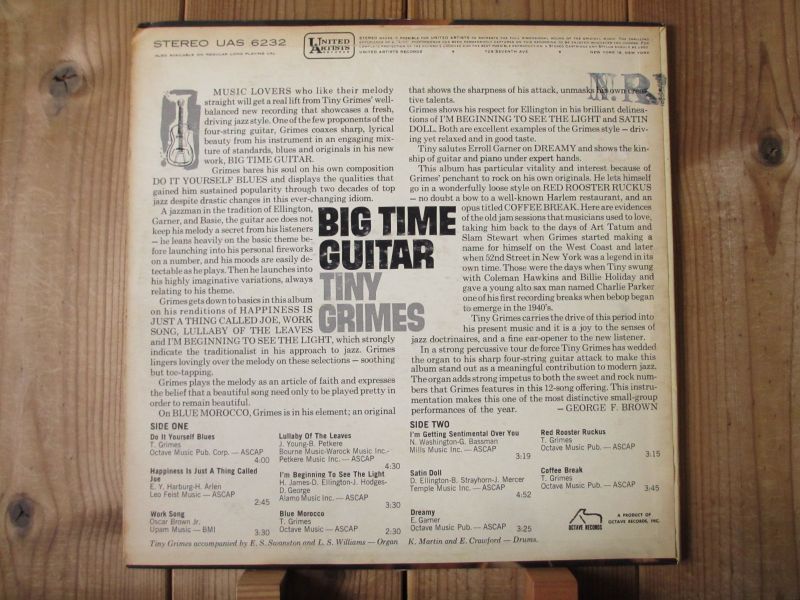 STEREO UAS 6232
ALSO AVAILABLE ON REGULAR LONG PLAYING UAL
UNITED
ARTISTS
UNITED ARTISTS RECORDS • 729 SEVENTH AVE. • NEW YORK 19, NEW YORK
N.R.
MUSIC LOVERS who like their melody
straight will get a real lift from Tiny Grimes' well-
balanced new recording that showcases a fresh,
driving jazz style. One of the few proponents of the
four-string guitar, Grimes coaxes sharp, lyrical
beauty from his instrument in an engaging mix-
ture of standards, blues and originals in his new
work, BIG TIME GUITAR.
Grimes bares his soul on his own composition
DO IT YOURSELF BLUES and displays the qualities that
gained him sustained popularity through two decades of top
jazz despite drastic changes in this ever-changing idiom.
A jazzman in the tradition of Ellington,
Garner, and Basie, the guitar ace does not
keep his melody a secret from his listeners
— he leans heavily on the basic theme be-
fore launching into his personal fireworks
on a number, and his moods are easily de-
tectable as he plays. Then he launches into
his highly imaginative variations, always
relating to his theme.
Grimes gets down to basics in this album
on his renditions of HAPPINESS IS
JUST A THING CALLED JOE, WORK
SONG, LULLABY OF THE LEAVES
and I'M BEGINNING TO SEE THE LIGHT, which strongly
indicate the traditionalist in his approach to jazz. Grimes
lingers lovingly over the melody on these selections — soothing
but toe-tapping.
Grimes plays the melody as an article of faith and expresses
the belief that a beautiful song need only to be played pretty in
order to remain beautiful.
On BLUE MOROCCO, Grimes is in his element; an original
that shows the sharpness of his attack, unmasks his own crea-
tive talents.
Grimes shows his respect for Ellington in his brilliant delinea-
tions of I'M BEGINNING TO SEE THE LIGHT and SATIN
DOLL. Both are excellent examples of the Grimes style — driv-
ing yet relaxed and in good taste.
Tiny salutes Erroll Garner on DREAMY and shows the kin-
ship of guitar and piano under expert hands.
This album has particular vitality and interest because of
Grimes' penchant to rock on his own originals. He lets himself
go in a wonderfully loose style on RED ROOSTER RUCKUS
— no doubt a bow to a well-known Harlem restaurant, and an
opus titled COFFEE BREAK. Here are evidences
of the old jam sessions that musicians used to love,
taking him back to the days of Art Tatum and
Slam Stewart when Grimes started making a
name for himself on the West Coast and later
when 52nd Street in New York was a legend in its
own time. Those were the days when Tiny swung
with Coleman Hawkins and Billie Holiday and
gave a young alto sax man named Charlie Parker
one of his first recording breaks when bebop began
to emerge in the 1940's.
Tiny Grimes carries the drive of this period into
his present music and it is a joy to the senses of
jazz doctrinaires, and a fine ear-opener to the new listener.
In a strong percussive tour de force Tiny Grimes has wedded
the organ to his sharp four-string guitar attack to make this
album stand out as a meaningful contribution to modern jazz.
The organ adds strong impetus to both the sweet and rock num-
bers that Grimes features in this 12-song offering. This instru-
mentation makes this one of the most distinctive small-group
performances of the year. — GEORGE F. BROWN
BIG TIME
GUITAR
TINY
GRIMES
SIDE ONE
Do It Yourself Blues
T. Grimes
Octave Music Pub. Corp. — ASCAP
4:00
Happiness Is Just A Thing Called
Joe
E. Y. Harburg-H. Arlen
Leo Feist Music — ASCAP
2:45
Work Song
Oscar Brown Jr.
Upam Music — BMI 3:30
Lullaby Of The Leaves
J. Young-B. Petkere
Bourne Music-Warock Music Inc.-
Petkere Music Inc. — ASCAP
4:30
I'm Beginning To See The Light
H. James-D. Ellington-J. Hodges-
D. George
Alamo Music Inc. — ASCAP
3:30
Blue Morocco
T. Grimes
Octave Music — ASCAP 2:30
SIDE TWO
I'm Getting Sentimental Over You
N. Washington-G. Bassman
Mills Music Inc. — ASCAP
3:19
Satin Doll
D. Ellington-B. Strayhorn-J. Mercer
Temple Music Inc. — ASCAP
4:52
Dreamy
E. Garner
Octave Music Pub. — ASCAP 3:25
Red Rooster Ruckus
T. Grimes
Octave Music Pub. — ASCAP
3:15
Coffee Break
T. Grimes
Octave Music Pub. — ASCAP
3:45
OCTAVE RECORDS
A PRODUCT OF
OCTAVE RECORDS, INC.
Tiny Grimes accompanied by E. S. Swanston and L. S. Williams — Organ K. Martin and E. Crawford — Drums.